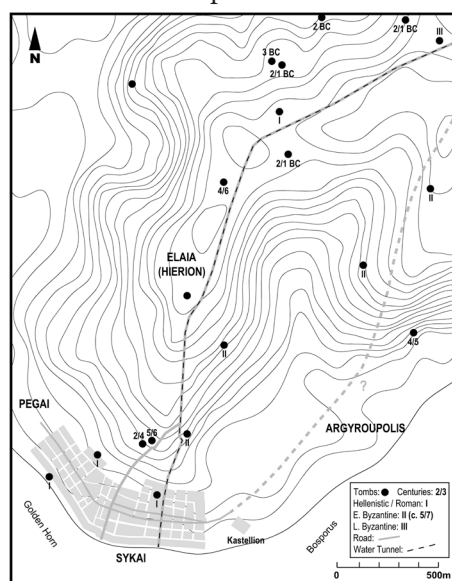 2 BC
2/1 BC
III
3 BC
2/1 BC
N
I
2/1 BC
4/6
II
ELAIA
(HIERION)
II
4/5
II
?
PEGAI
ARGYROUPOLIS
5/6
2/4
II
I
I
I
Golden Horn
Kastellion
Bosporus
SYKAI
Tombs: Centuries: 2/3
Hellenistic / Roman: I
E. Byzantine: II (c. 5/7)
L. Byzantine: III
Road:
Water Tunnel:
0 500m